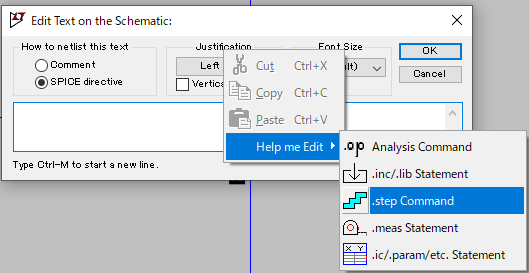 Edit Text on the Schematic:
How to netlist this text
Comment
SPICE directive
Justification
Left
Vertic
Font Size
lt)
OK
Cancel
Cut Ctrl+X
Copy Ctrl+C
Paste Ctrl+V
Help me Edit
Type Ctrl-M to start a new line.
.op Analysis Command
.inc/.lib Statement
.step Command
.meas Statement
X Y .ic/.param/etc. Statement